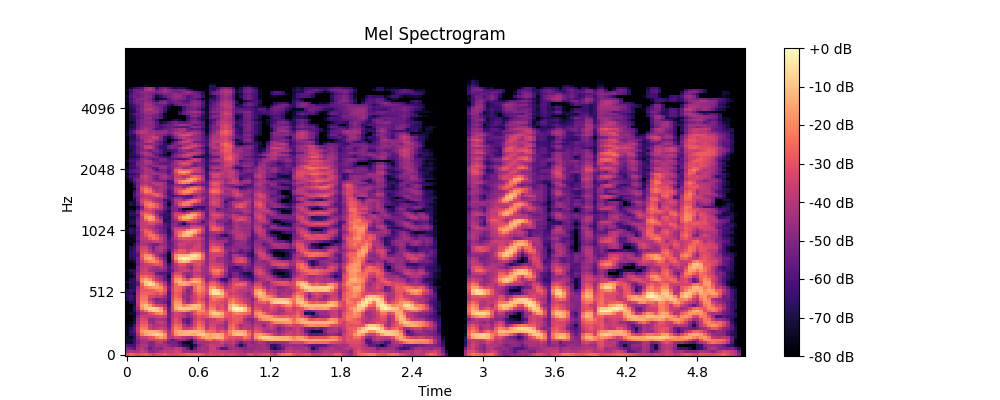 Mel Spectrogram
+0 dB
-10 dB
-20 dB
-30 dB
-40 dB
-50 dB
-60 dB
-70 dB
-80 dB
Hz
4096
2048
1024
512
0
0 0.6 1.2 1.8 2.4 3 3.6 4.2 4.8
Time